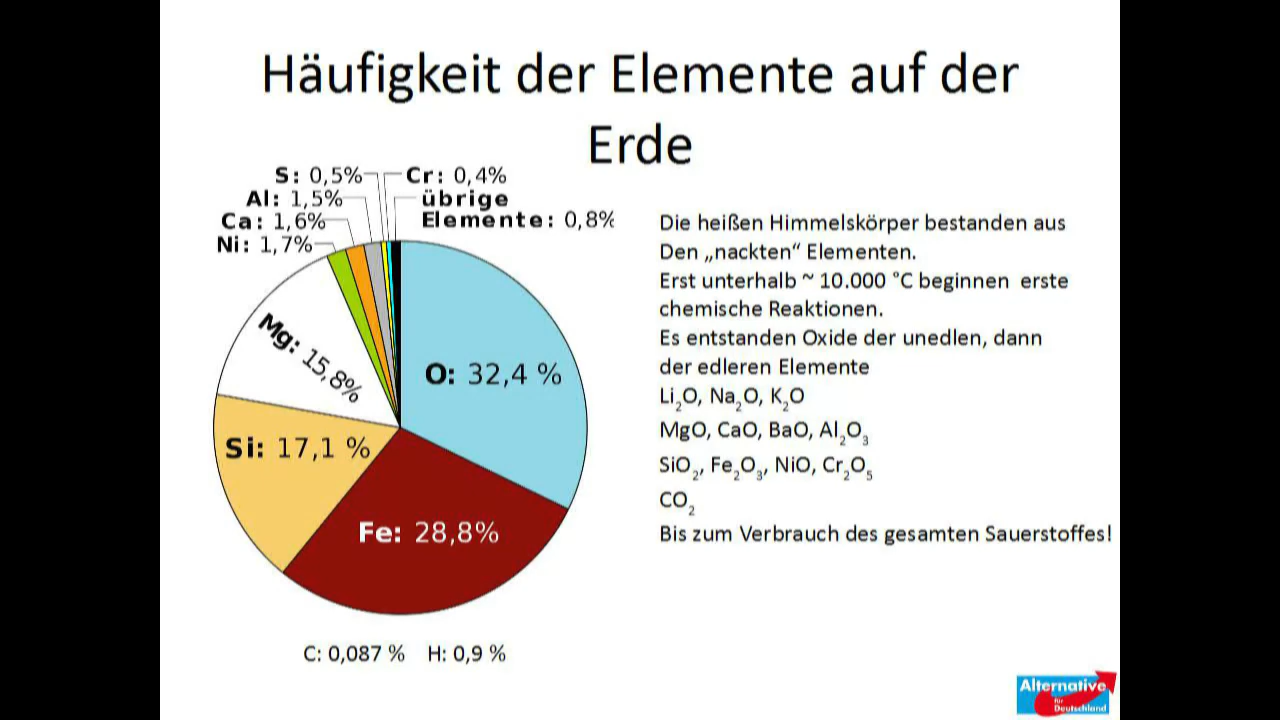 Häufigkeit der Elemente auf der
Erde
S: 0,5%
Cr: 0,4%
Al: 1,5%
übrige
Elemente: 0,8%
Ca: 1,6%
Ni: 1,7%
Mg: 15,8%
O: 32,4 %
Si: 17,1 %
Fe: 28,8%
C: 0,087 % H: 0,9 %
Die heißen Himmelskörper bestanden aus
Den „nackten“ Elementen.
Erst unterhalb ~ 10.000 °C beginnen erste
chemische Reaktionen.
Es entstanden Oxide der unedlen, dann
der edleren Elemente
Li₂O, Na₂O, K₂O
MgO, CaO, BaO, Al₂O₃
SiO₂, Fe₂O₃, NiO, Cr₂O₅
CO₂
Bis zum Verbrauch des gesamten Sauerstoffes!
Alternative
für
Deutschland